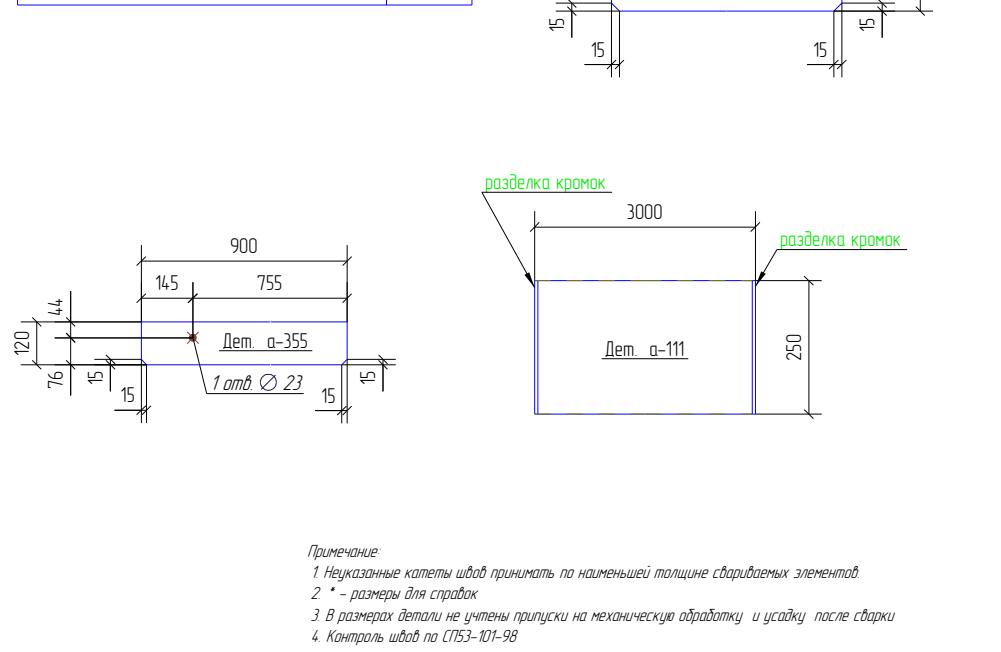 15
15
15
15
разделка кромок
3000
разделка кромок
900
145
755
44
120
Дет. а-355
76
15
15
1 отв. ∅ 23
15
15
Дет. а-111
250
Примечание:
1. Неуказанные катеты швов принимать по наименьшей толщине свариваемых элементов.
2. * - размеры для справок
3. В размерах детали не учтены припуски на механическую обработку и усадку после сварки
4. Контроль швов по СП53-101-98